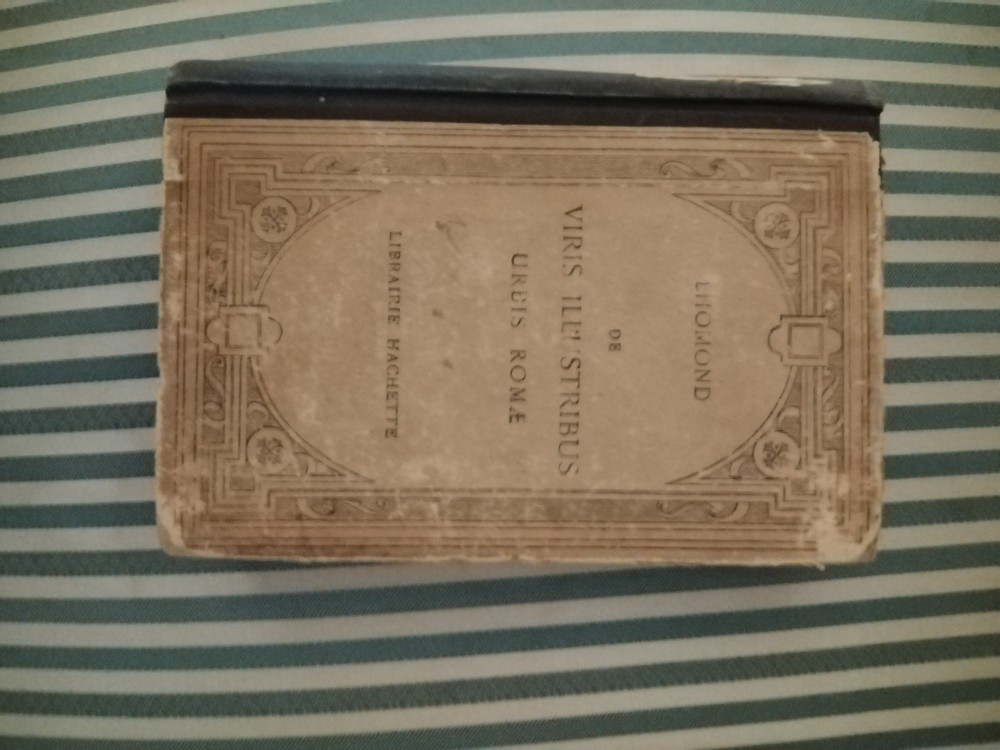 LHOMOND
DE
VIRIS ILLUSTRIBUS
URBIS ROMÆ
LIBRAIRIE HACHETTE